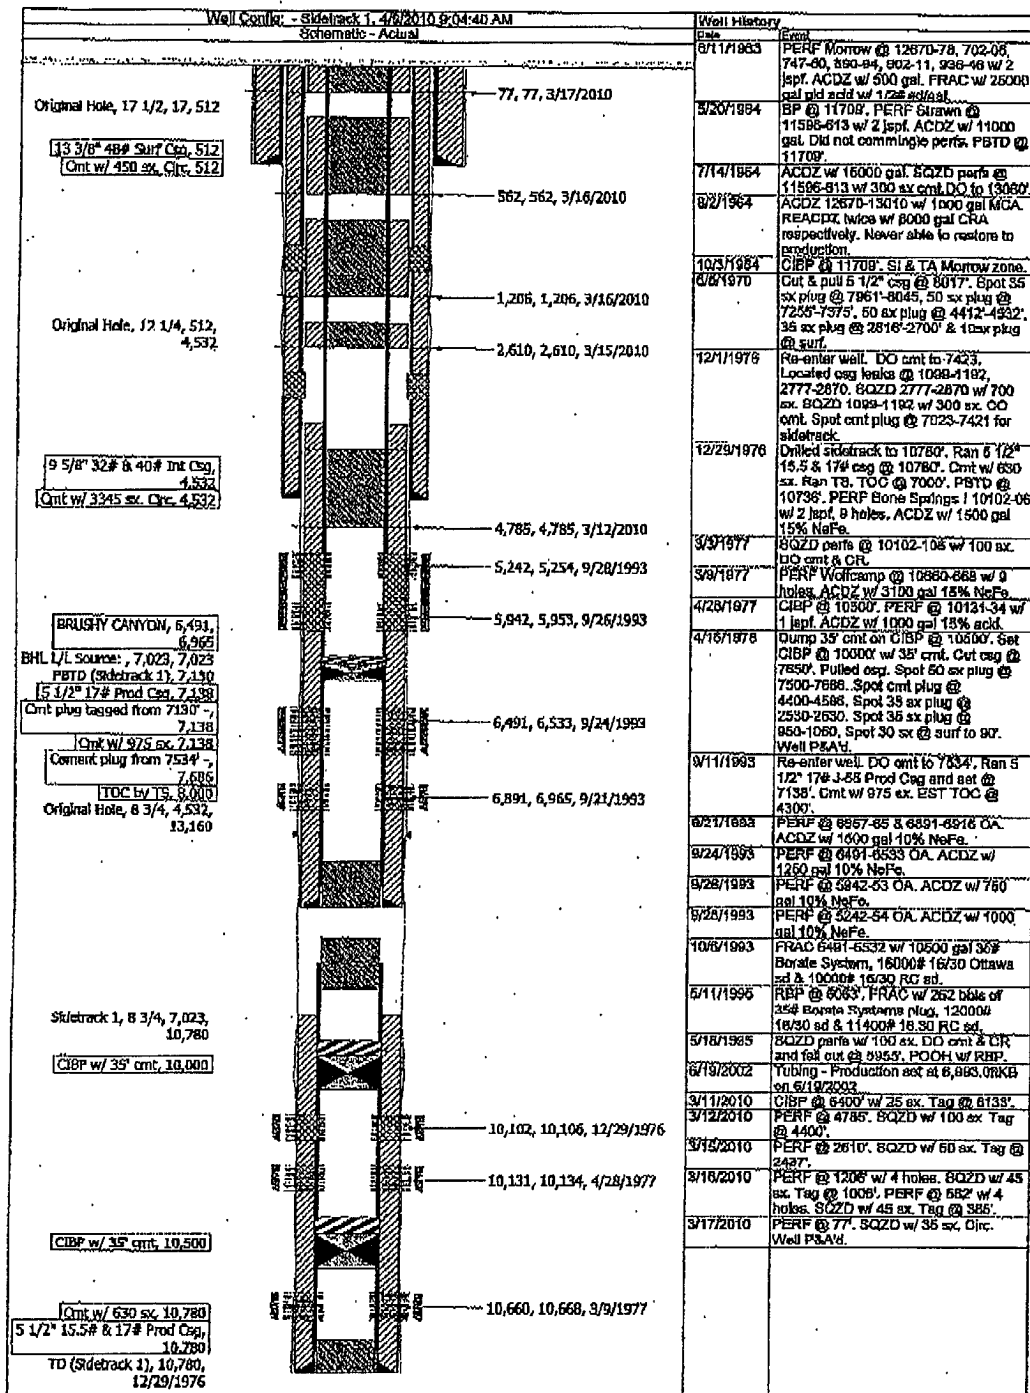 Well Config: - Sidetrack 1, 4/6/2010 9:04:40 AM
Schematic - Actual
Original Hole, 17 1/2, 17, 512
13 3/8" 48# Surf Csg, 512
Cmt w/ 450 sx, Circ, 512
Original Hole, 12 1/4, 512,
4,532
9 5/8" 32# & 40# Int Csg,
4,532
Cmt w/ 3345 sx. Circ, 4,532
BRUSHY CANYON, 6,491,
6,965
BHL L/L Source: , 7,023, 7,023
PBTD (Sidetrack 1), 7,130
5 1/2" 17# Prod Csg, 7,138
Cmt plug tagged from 7130' -,
7,138
Cmt w/ 975 sx, 7,138
Cement plug from 7534' -,
7,686
TOC by TS, 8,000
Original Hole, 8 3/4, 4,532,
13,160
Sidetrack 1, 8 3/4, 7,023,
10,780
CIBP w/ 35' cmt, 10,000
CIBP w/ 35' cmt, 10,500
Cmt w/ 630 sx, 10,780
5 1/2" 15.5# & 17# Prod Csg,
10,780
TD (Sidetrack 1), 10,780,
12/29/1976
77, 77, 3/17/2010
562, 562, 3/16/2010
1,206, 1,206, 3/16/2010
2,610, 2,610, 3/15/2010
4,785, 4,785, 3/12/2010
5,242, 5,254, 9/28/1993
5,942, 5,953, 9/26/1993
6,491, 6,533, 9/24/1993
6,891, 6,965, 9/21/1993
10,102, 10,106, 12/29/1976
10,131, 10,134, 4/28/1977
10,660, 10,668, 3/9/1977
Well History
Date Event
PERF Morrow @ 12670-78, 702-06,
747-60, 902-11, 936-46 w/ 2
jspf. ACDZ w/ 500 gal. FRAC w/ 25000
gal gld acid w/
5/20/1964 BP @ 11709'. PERF Strawn @
11596-613 w/ 2 jspf. ACDZ w/ 11000
gal. Did not commingle perfs. PBTD @
11709'.
7/14/1964 ACDZ w/ 15000 gal. SQZD perfs @
11596-613 w/ 300 sx cmt. DO to 13060'.
8/2/1964 ACDZ 12670-13010 w/ 1000 gal MCA.
REACDZ twice w/ 8000 gal CRA
respectively. Never able to restore to
production.
10/3/1964 CIBP @ 11709'. SI & TA Morrow zone.
6/6/1970 Cut & pull 5 1/2" csg @ 8017'. Spot 35
sx plug @ 7961'-8045, 50 sx plug @
7255'-7375', 50 sx plug @ 4412'-4932',
35 sx plug @ 2816'-2700' & 10sx plug
@ surf.
12/1/1976 Re-enter well. DO cmt to 7423.
Located csg leaks @ 1099-1192,
2777-2870. SQZD 2777-2870 w/ 700
sx. SQZD 1099-1192 w/ 300 sx. CO
cmt. Spot cmt plug @ 7023-7421 for
sidetrack.
12/29/1976 Drilled sidetrack to 10780'. Ran 5 1/2"
15.5 & 17# csg @ 10780'. Cmt w/ 630
sx. Ran TS. TOC @ 7000'. PBTD @
10736'. PERF Bone Springs / 10102-06
w/ 2 jspf, 9 holes. ACDZ w/ 1500 gal
15% NeFe.
3/3/1977 SQZD perfs @ 10102-106 w/ 100 sx.
DO cmt & CR.
3/9/1977 PERF Wolfcamp @ 10660-668 w/ 9
holes. ACDZ w/ 3100 gal 15% NeFe.
4/28/1977 CIBP @ 10500'. PERF @ 10131-34 w/
1 jspf. ACDZ w/ 1000 gal 15% acid.
4/15/1978 Dump 35' cmt on CIBP @ 10500'. Set
CIBP @ 10000' w/ 35' cmt. Cut csg @
7650'. Pulled csg. Spot 50 sx plug @
7500-7686. Spot cmt plug @
4400-4586. Spot 35 sx plug @
2530-2630. Spot 35 sx plug @
950-1060. Spot 30 sx @ surf to 90'.
Well P&A'd.
9/11/1993 Re-enter well. DO cmt to 7534'. Ran 5
1/2" 17# J-55 Prod Csg and set @
7138'. Cmt w/ 975 sx. EST TOC @
4300'.
9/21/1993 PERF @ 6957-65 & 6891-6916 OA.
ACDZ w/ 1500 gal 10% NeFe.
9/24/1993 PERF @ 6491-6533 OA. ACDZ w/
1250 gal 10% NeFe.
9/26/1993 PERF @ 5942-53 OA. ACDZ w/ 750
gal 10% NeFe.
9/28/1993 PERF @ 5242-54 OA. ACDZ w/ 1000
gal 10% NeFe.
10/6/1993 FRAC 6491-6532 w/ 10500 gal 35#
Borate System, 16000# 16/30 Ottawa
sd & 10000# 16/30 RC sd.
5/11/1995 RBP @ 6063'. FRAC w/ 262 bbls of
35# Borate Systems plug, 12000#
16/30 sd & 11400# 16.30 RC sd.
5/18/1995 SQZD perfs w/ 100 sx. DO cmt & CR
and fell out @ 5955'. POOH w/ RBP.
6/19/2002 Tubing - Production set at 6,893.0RKB
on 6/19/2002
3/11/2010 CIBP @ 6400' w/ 25 sx. Tag @ 6133'.
3/12/2010 PERF @ 4785'. SQZD w/ 100 sx. Tag
@ 4400'.
3/15/2010 PERF @ 2610'. SQZD w/ 50 sx. Tag @
2437'.
3/16/2010 PERF @ 1206' w/ 4 holes. SQZD w/ 45
sx. Tag @ 1006'. PERF @ 562' w/ 4
holes. SQZD w/ 45 sx. Tag @ 385'.
3/17/2010 PERF @ 77'. SQZD w/ 35 sx. Circ.
Well P&A'd.